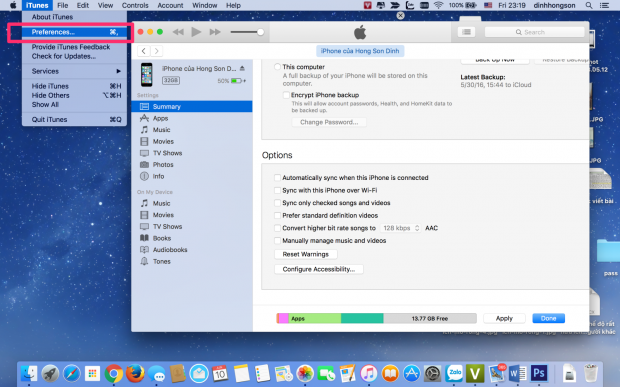 iTunes File Edit View Controls Account Window Help 100% Fri 23:19 dinhhongson
About iTunes
Preferences... ⌘,
Provide iTunes Feedback
Check for Updates...
Services
Hide iTunes ⌘H
Hide Others ⌥⌘H
Show All
Quit iTunes ⌘Q
Search
iPhone của Hong Son Dinh
iPhone của Hong Son D...
32GB 50%
Settings
Summary
Apps
Music
Movies
TV Shows
Photos
Info
On My Device
Music
Movies
TV Shows
Books
Audiobooks
Tones
This computer
A full backup of your iPhone will be stored on this
computer.
Encrypt iPhone backup
This will allow account passwords, Health, and HomeKit data to
be backed up.
Change Password...
Back Up Now Restore Backup
Latest Backup:
5/30/16, 15:44 to iCloud
Options
Automatically sync when this iPhone is connected
Sync with this iPhone over Wi-Fi
Sync only checked songs and videos
Prefer standard definition videos
Convert higher bit rate songs to 128 kbps AAC
Manually manage music and videos
Reset Warnings
Configure Accessibility...
Apps 13.77 GB Free Apply Done
05.12
JPG
JPG
viết bài
pass
Zalo
10
V
W
Ps